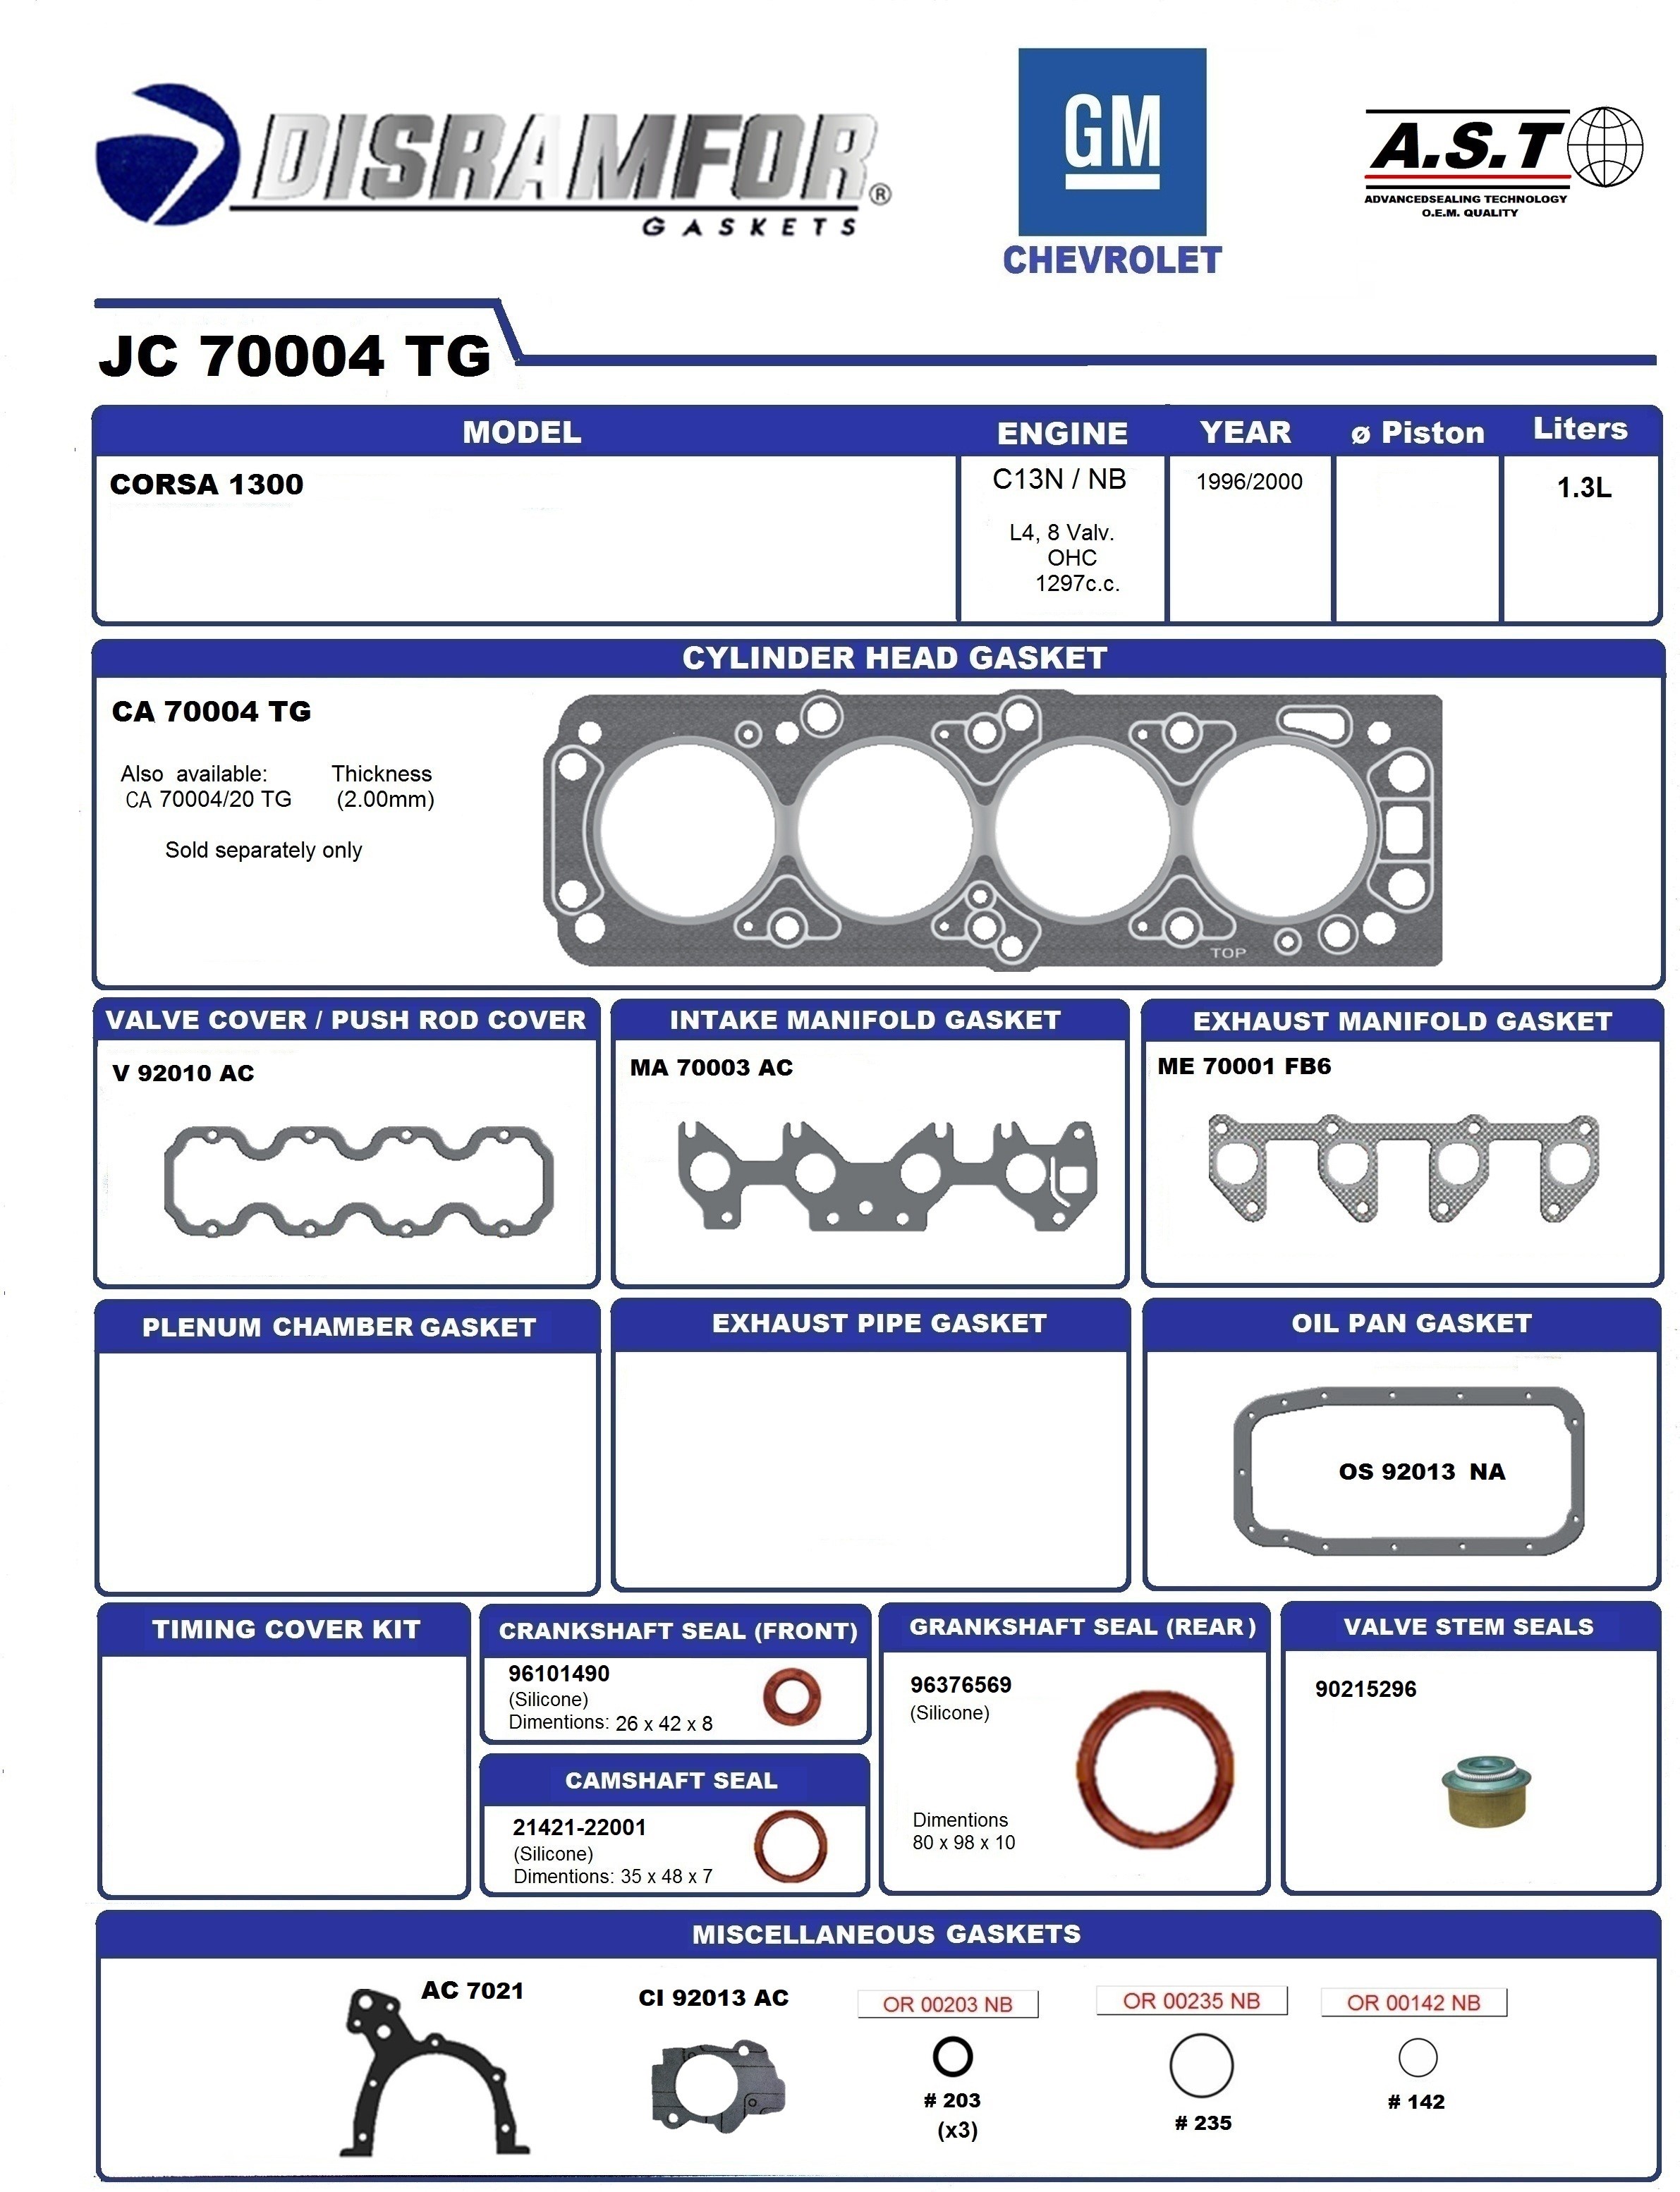 DISRAMFOR®
GASKETS
GM
CHEVROLET
A.S.T
ADVANCEDSEALING TECHNOLOGY
O.E.M. QUALITY
JC 70004 TG
MODEL ENGINE YEAR ø Piston Liters
CORSA 1300 C13N / NB 1996/2000 1.3L
L4, 8 Valv.
OHC
1297c.c.
CYLINDER HEAD GASKET
CA 70004 TG
Also available: Thickness
CA 70004/20 TG (2.00mm)
Sold separately only
TOP
VALVE COVER / PUSH ROD COVER
V 92010 AC
INTAKE MANIFOLD GASKET
MA 70003 AC
EXHAUST MANIFOLD GASKET
ME 70001 FB6
PLENUM CHAMBER GASKET
EXHAUST PIPE GASKET
OIL PAN GASKET
OS 92013 NA
TIMING COVER KIT
CRANKSHAFT SEAL (FRONT)
96101490
(Silicone)
Dimentions: 26 x 42 x 8
CAMSHAFT SEAL
21421-22001
(Silicone)
Dimentions: 35 x 48 x 7
GRANKSHAFT SEAL (REAR)
96376569
(Silicone)
Dimentions
80 x 98 x 10
VALVE STEM SEALS
90215296
MISCELLANEOUS GASKETS
AC 7021
CI 92013 AC
OR 00203 NB
# 203
(x3)
OR 00235 NB
# 235
OR 00142 NB
# 142